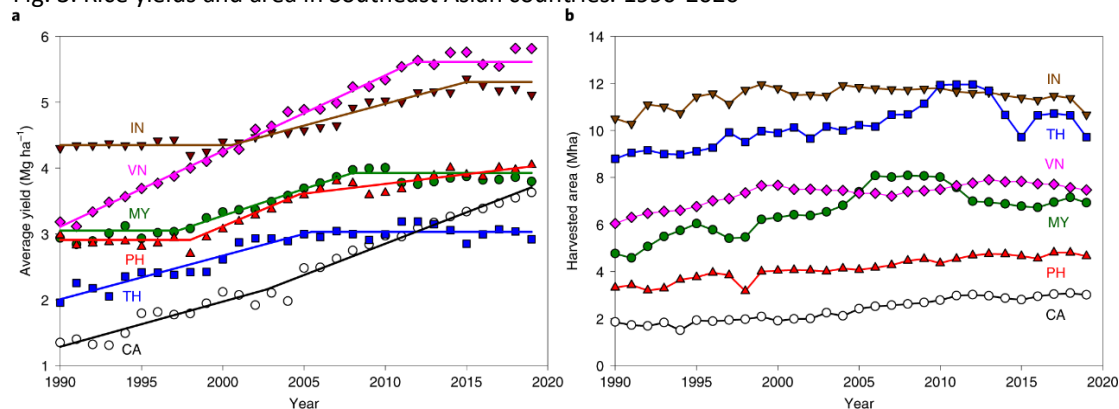 Fig. Rice yields and area in Southeast Asian countries. 1990-2020
a
Average yield (Mg ha⁻¹)
6
5
4
3
2
1
IN
VN
MY
PH
TH
CA
1990 1995 2000 2005 2010 2015 2020
Year
b
Harvested area (Mha)
14
12
10
8
6
4
2
0
IN
TH
VN
MY
PH
CA
1990 1995 2000 2005 2010 2015 2020
Year